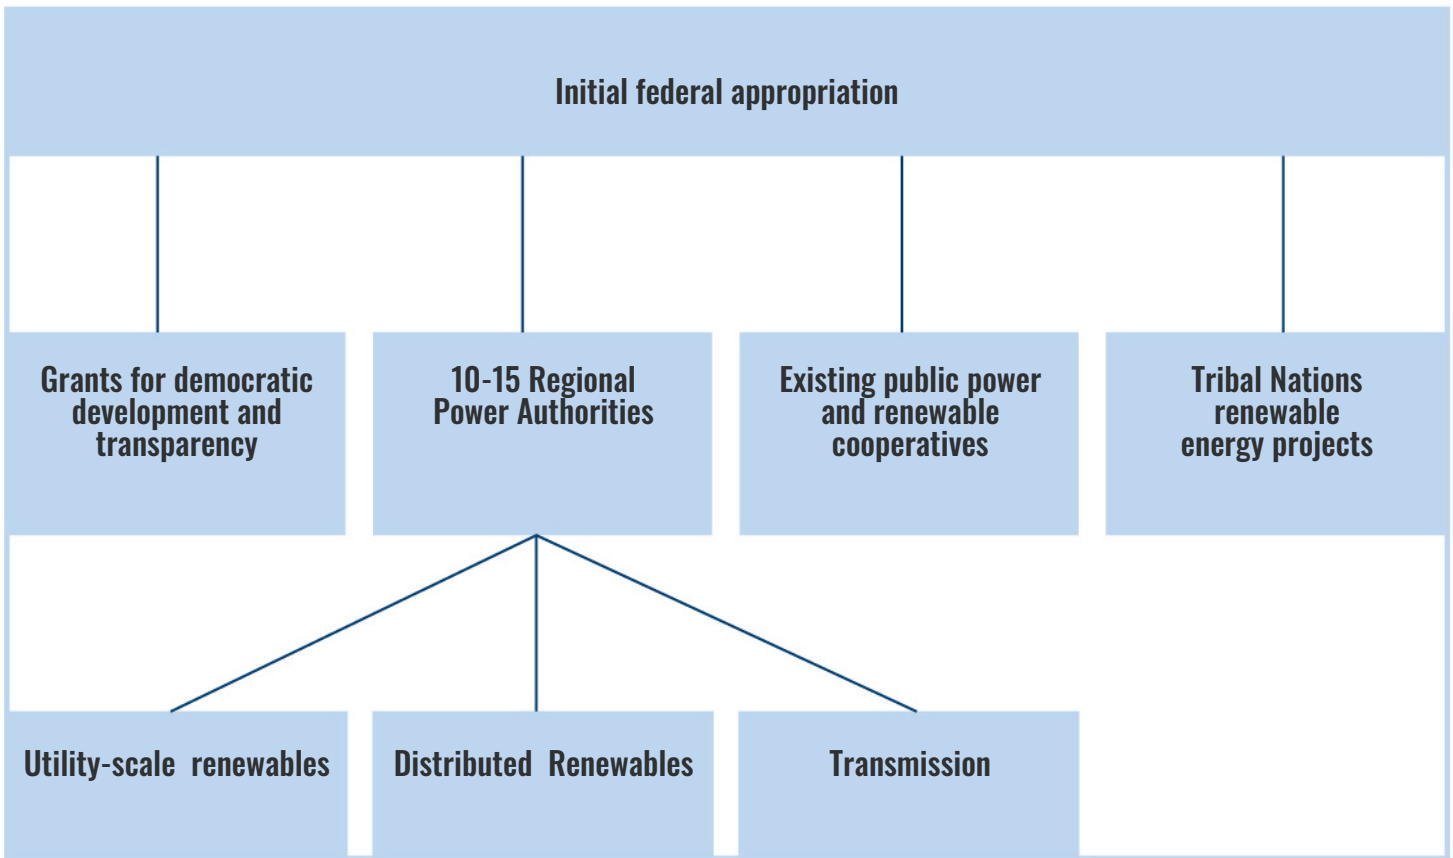 Initial federal appropriation
Grants for democratic
development and
transparency
10-15 Regional
Power Authorities
Existing public power
and renewable
cooperatives
Tribal Nations
renewable
energy projects
Utility-scale renewables
Distributed Renewables
Transmission